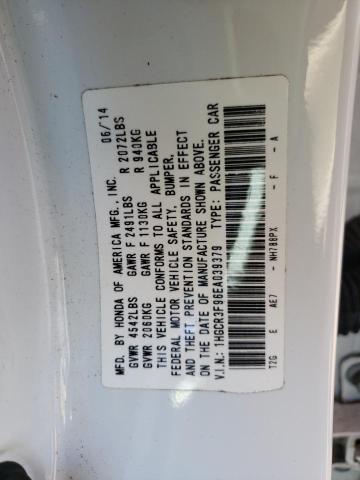 MFD. BY HONDA OF AMERICA MFG., INC. 06/14
GVWR 4542LBS GAWR F 2491LBS R 2072LBS
GVWR 2060KG GAWR F 1130KG R 940KG
THIS VEHICLE CONFORMS TO ALL APPLICABLE
FEDERAL MOTOR VEHICLE SAFETY, BUMPER,
AND THEFT PREVENTION STANDARDS IN EFFECT
ON THE DATE OF MANUFACTURE SHOWN ABOVE.
V.I.N.: 1HGCR3F96EA039379 TYPE: PASSENGER CAR
T2G E AE7 - NH788PX - F - A